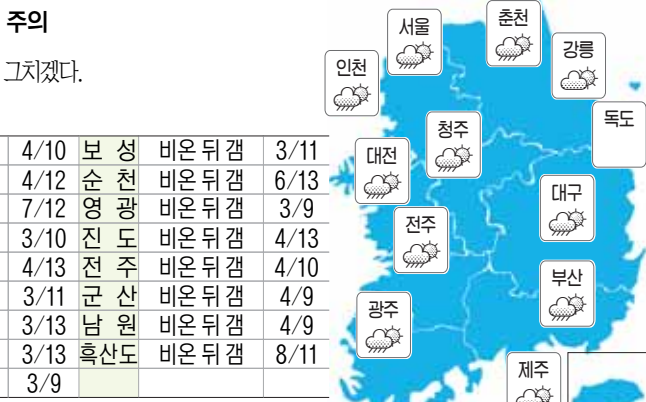 주의
그치겠다.
4/10 보 성 비온 뒤 갬 3/11
4/12 순 천 비온 뒤 갬 6/13
7/12 영 광 비온 뒤 갬 3/9
3/10 진 도 비온 뒤 갬 4/13
4/13 전 주 비온 뒤 갬 4/10
3/11 군 산 비온 뒤 갬 4/9
3/13 남 원 비온 뒤 갬 4/9
3/13 흑산도 비온 뒤 갬 8/11
3/9
서울
춘천
강릉
인천
독도
청주
대전
대구
전주
부산
광주
제주